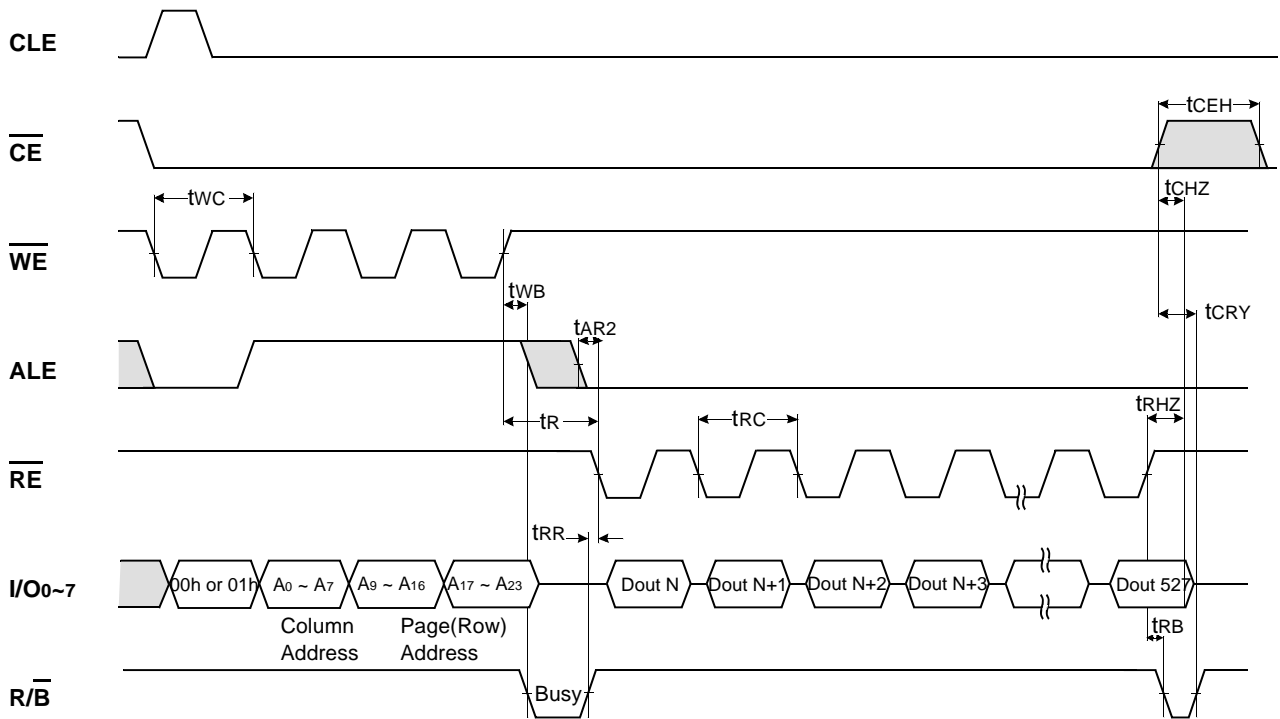 CLE
tCEH
CE
tCHZ
tWC
WE
tWB
tCRY
tAR2
ALE
tRHZ
tR
tRC
RE
tRR
I/O0~7
00h or 01h
A0 ~ A7
A9 ~ A16
A17 ~ A23
Dout N
Dout N+1
Dout N+2
Dout N+3
Dout 527
Column
Address
Page(Row)
Address
tRB
R/B
Busy